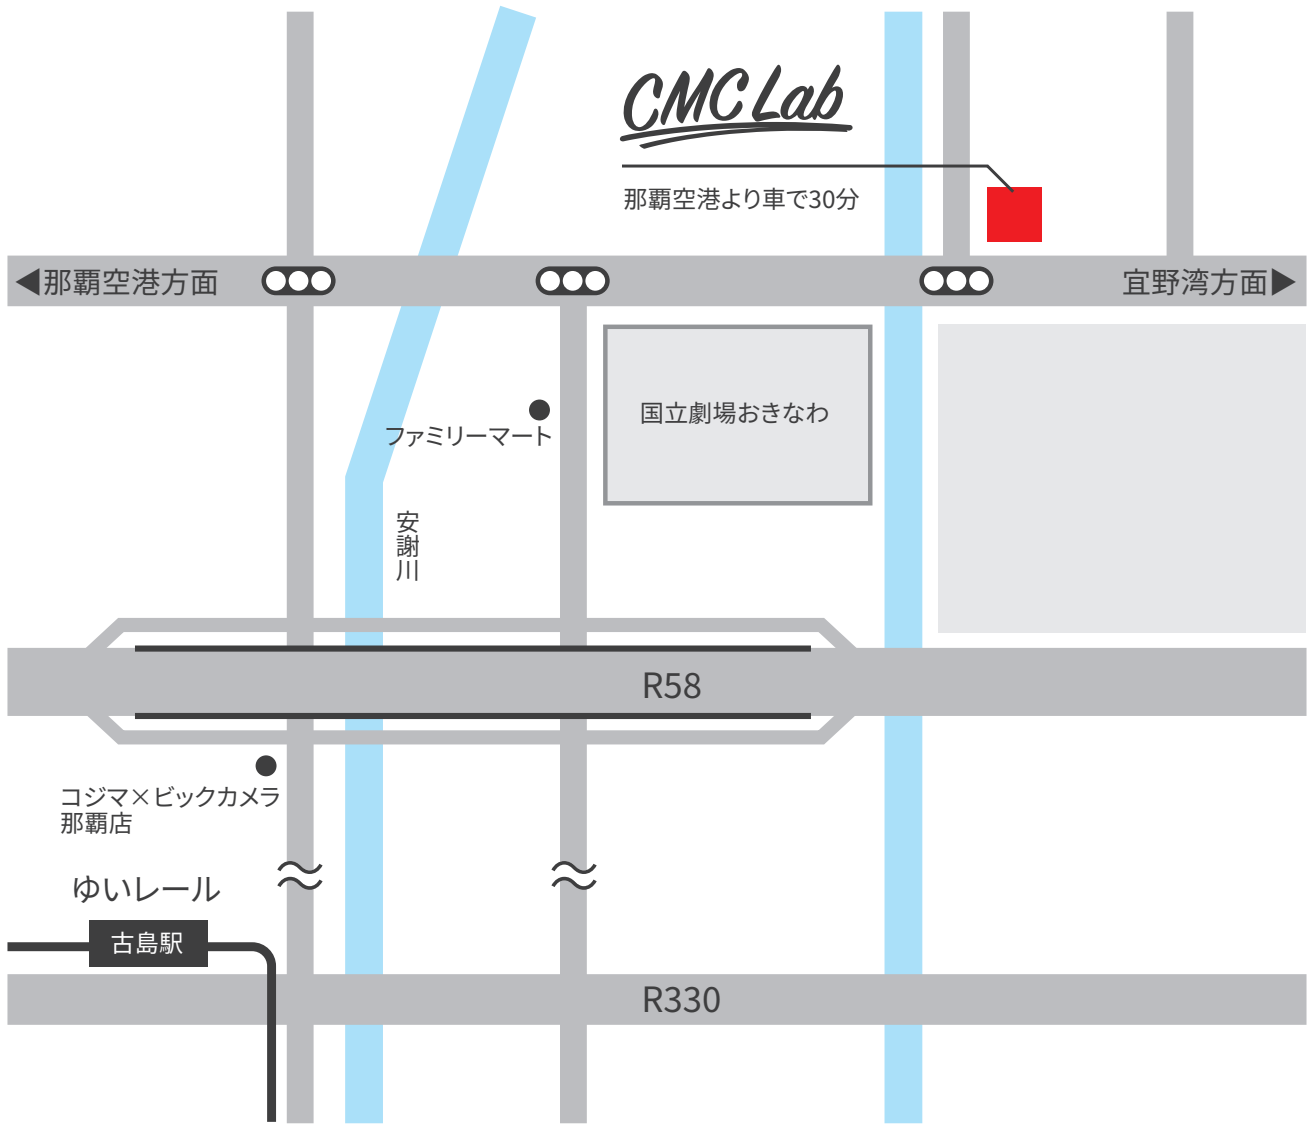 CMC Lab
那覇空港より車で30分
◀那覇空港方面
宜野湾方面▶
国立劇場おきなわ
ファミリーマート
安謝川
R58
コジマ×ビックカメラ
那覇店
ゆいレール
古島駅
R330